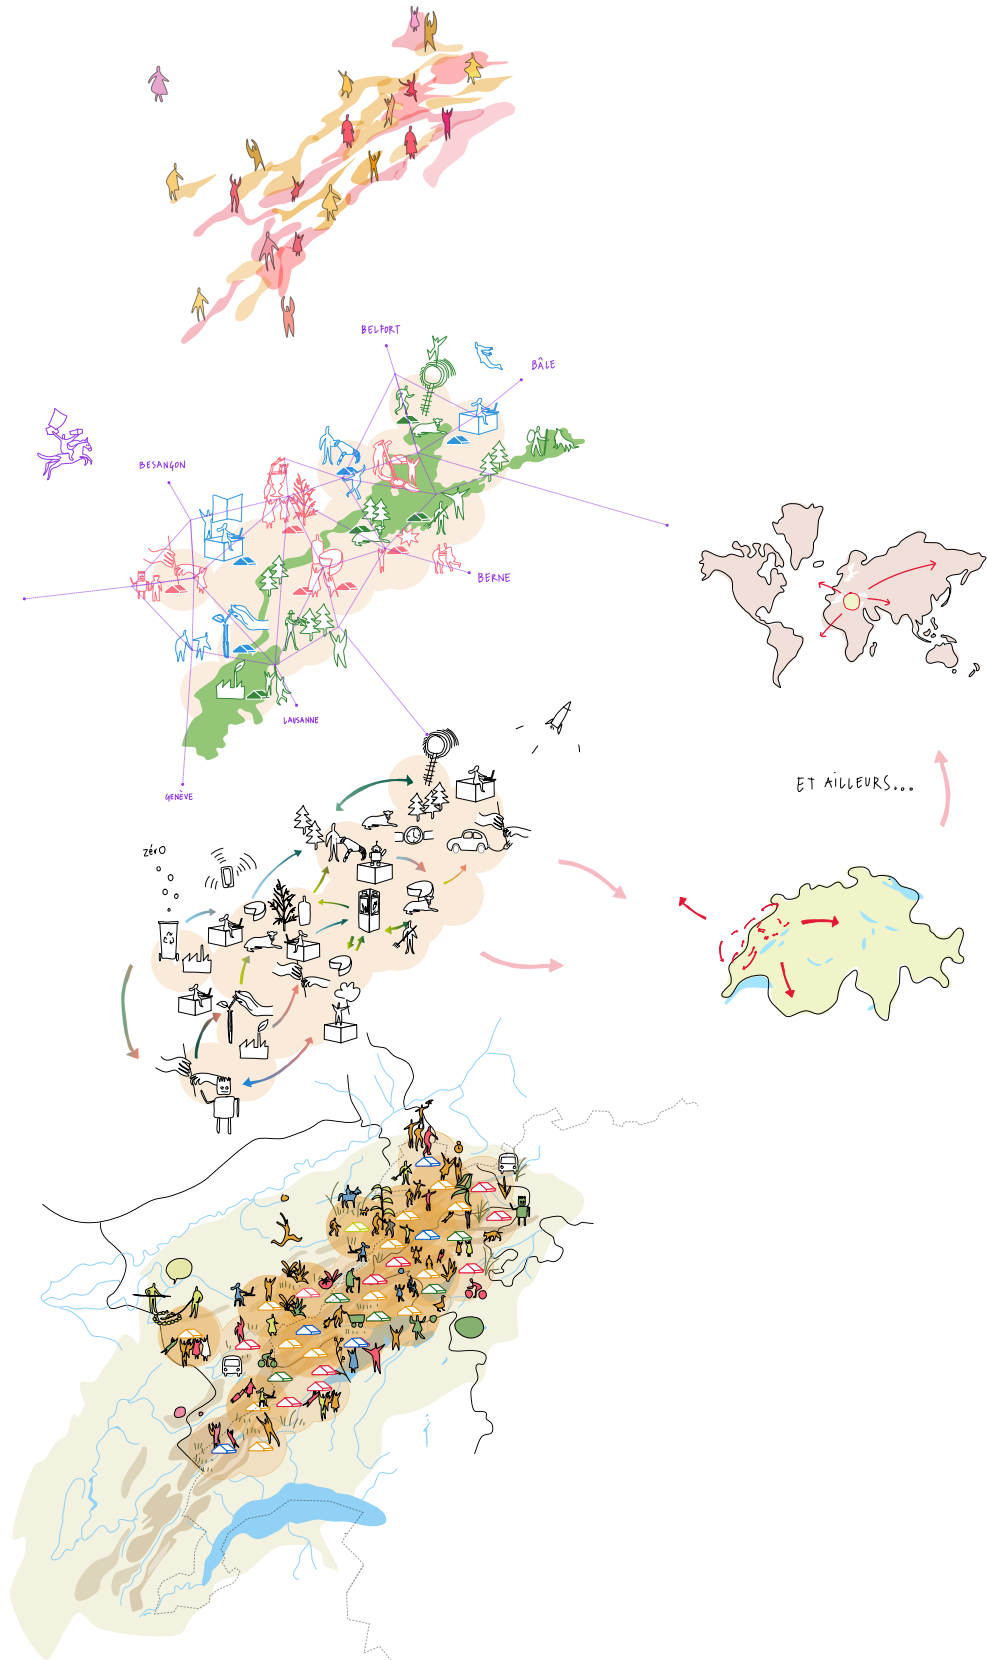 BELFORT
BÂLE
BESANÇON
BERNE
LAUSANNE
GENÈVE
ET AILLEURS...
zérO